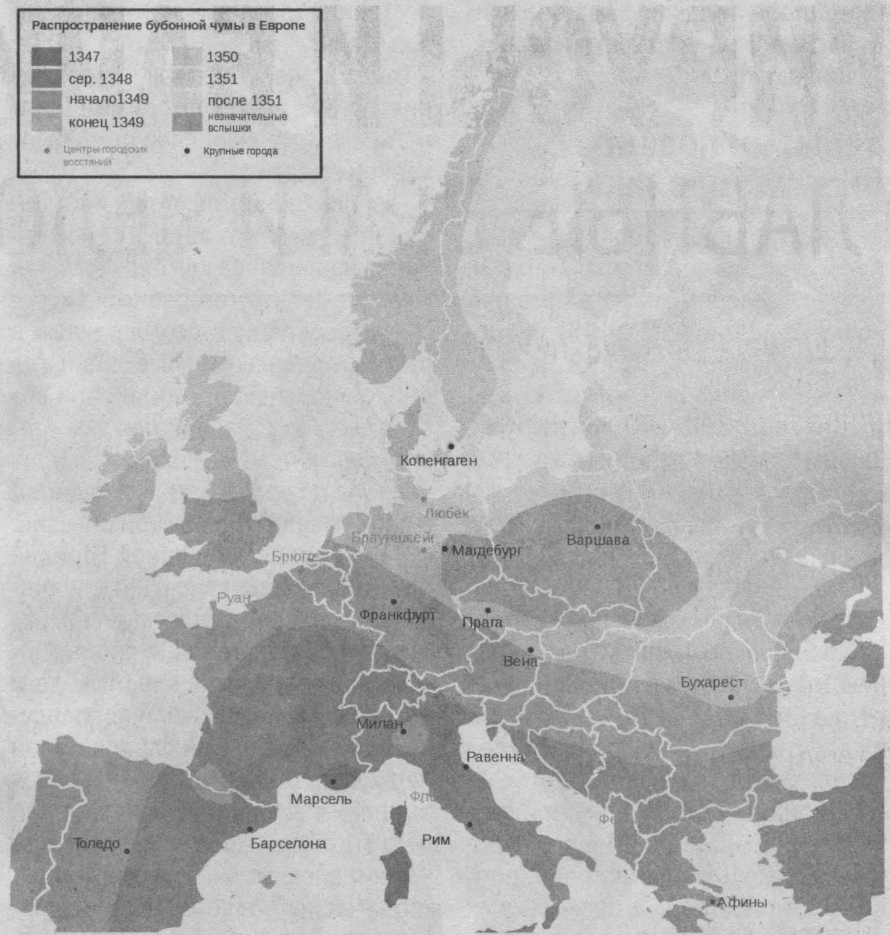 Распространение бубонной чумы в Европе
1347
сер. 1348
начало1349
конец 1349
1350
1351
после 1351
незначительные
вспышки
Центры городских
восстаний
Крупные города
Копенгаген
Любек
Брауншвейг
Магдебург
Варшава
Брюгге
Руан
Франкфурт
Прага
Вена
Бухарест
Милан
Равенна
Марсель
Толедо
Барселона
Рим
Афины